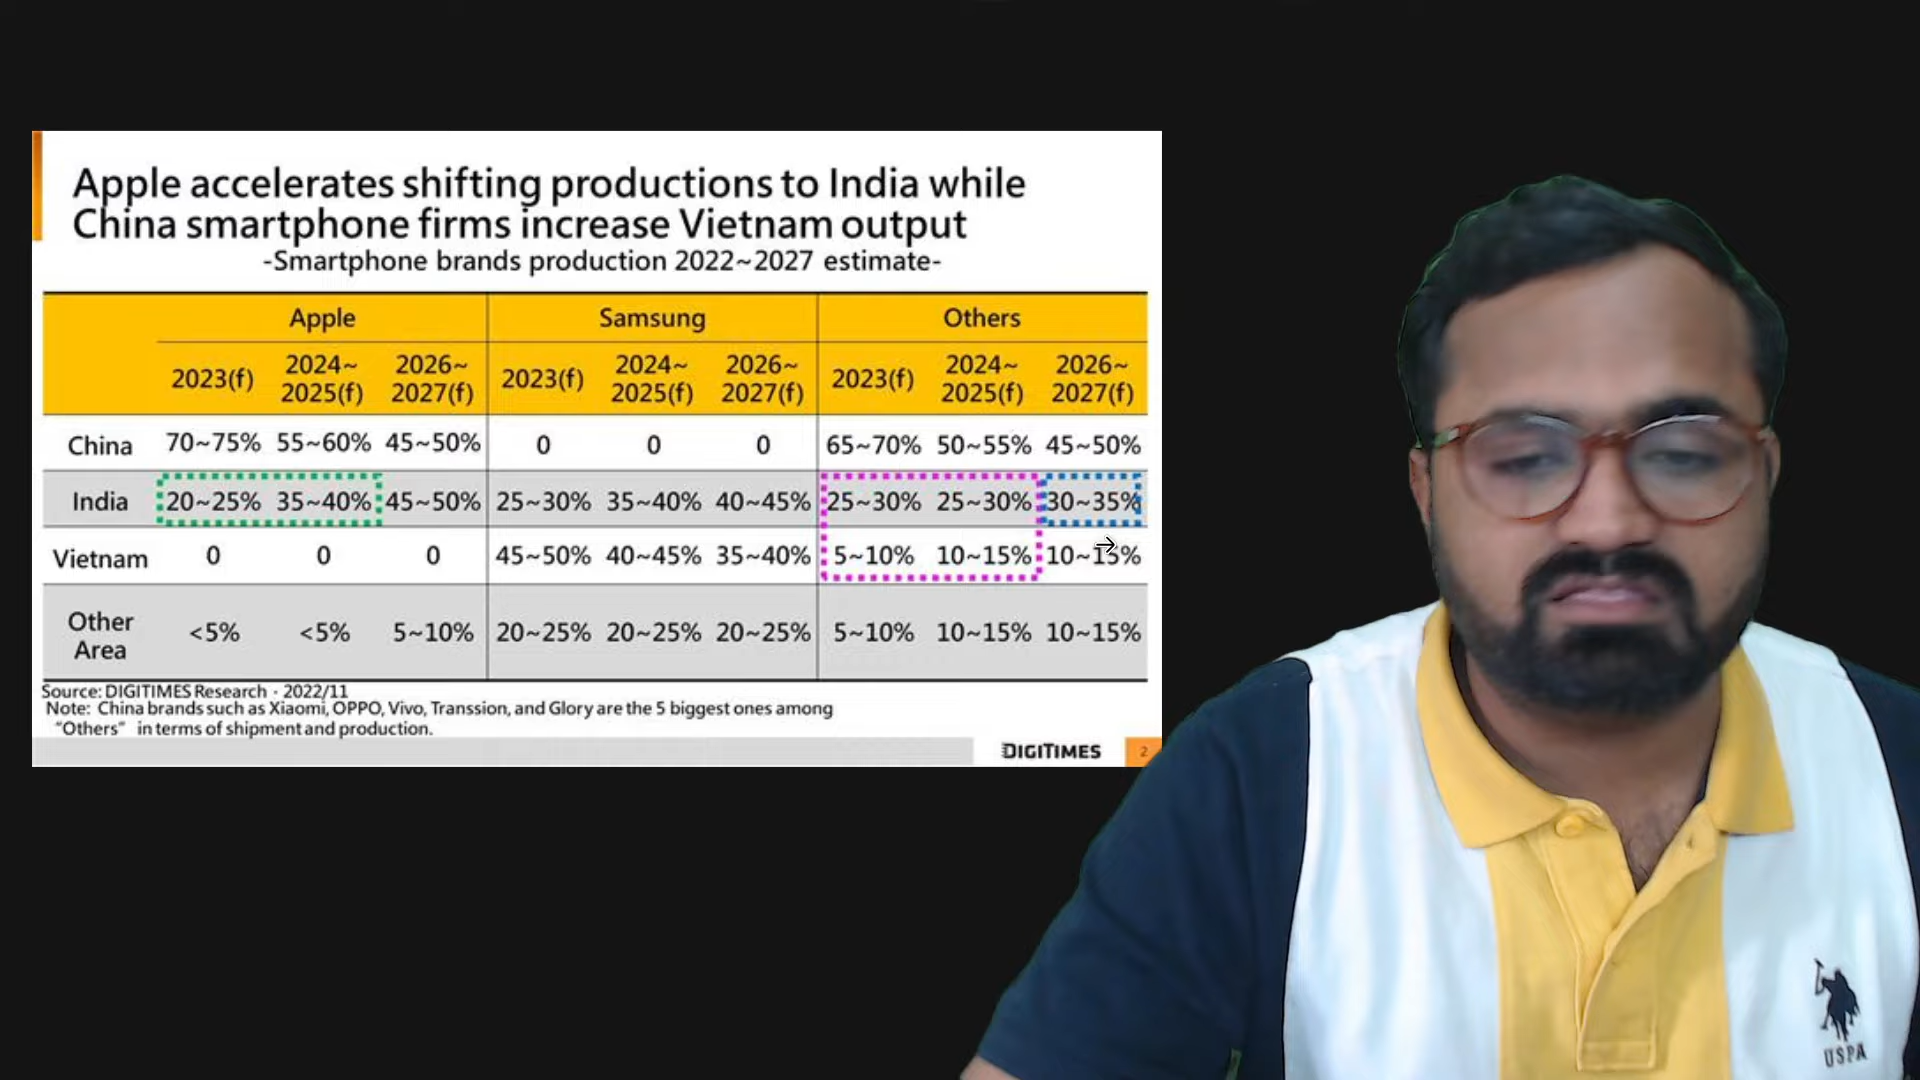 Apple accelerates shifting productions to India while
China smartphone firms increase Vietnam output
-Smartphone brands production 2022~2027 estimate-
Apple Samsung Others
2023(f) 2024~2025(f) 2026~2027(f) 2023(f) 2024~2025(f) 2026~2027(f) 2023(f) 2024~2025(f) 2026~2027(f)
China 70~75% 55~60% 45~50% 0 0 0 65~70% 50~55% 45~50%
India 20~25% 35~40% 45~50% 25~30% 35~40% 40~45% 25~30% 25~30% 30~35%
Vietnam 0 0 0 45~50% 40~45% 35~40% 5~10% 10~15% 10~15%
Other Area <5% <5% 5~10% 20~25% 20~25% 20~25% 5~10% 10~15% 10~15%
Source: DIGITIMES Research · 2022/11
Note: China brands such as Xiaomi, OPPO, Vivo, Transsion, and Glory are the 5 biggest ones among
"Others" in terms of shipment and production.
DIGITIMES 2
USPA